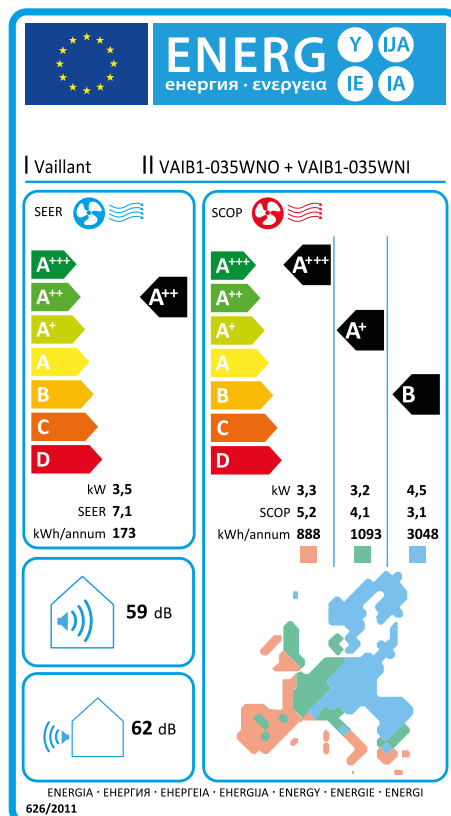 ENERG Y IJA
енергия · ενεργεια IE IA
I Vaillant II VAIB1-035WNO + VAIB1-035WNI
SEER
A+++
A++ A++
A+
A
B
C
D
kW 3,5
SEER 7,1
kWh/annum 173
SCOP
A+++ A+++
A++
A+ A+
A
B B
C
D
kW 3,3 3,2 4,5
SCOP 5,2 4,1 3,1
kWh/annum 888 1093 3048
59 dB
62 dB
ENERGIA · ЕНЕРГИЯ · ΕΝΕΡΓΕΙΑ · ENERGIJA · ENERGY · ENERGIE · ENERGI
626/2011